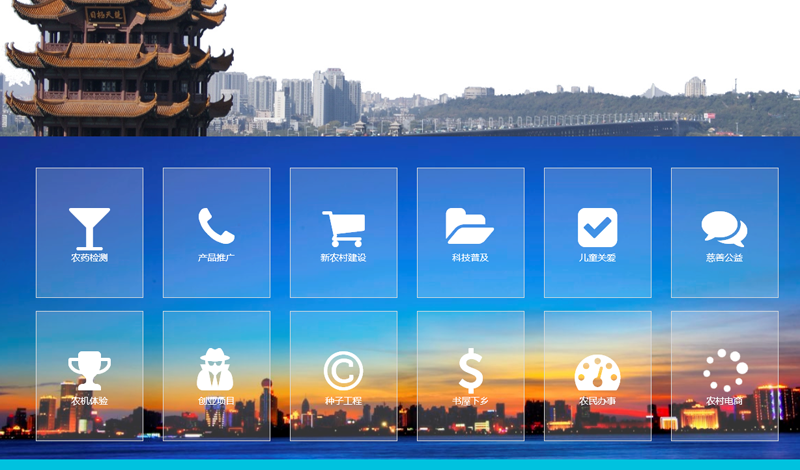 农药检测
产品推广
新农村建设
科技普及
儿童关爱
慈善公益
农机体验
创业项目
种子工程
书屋下乡
农民办事
农村电商